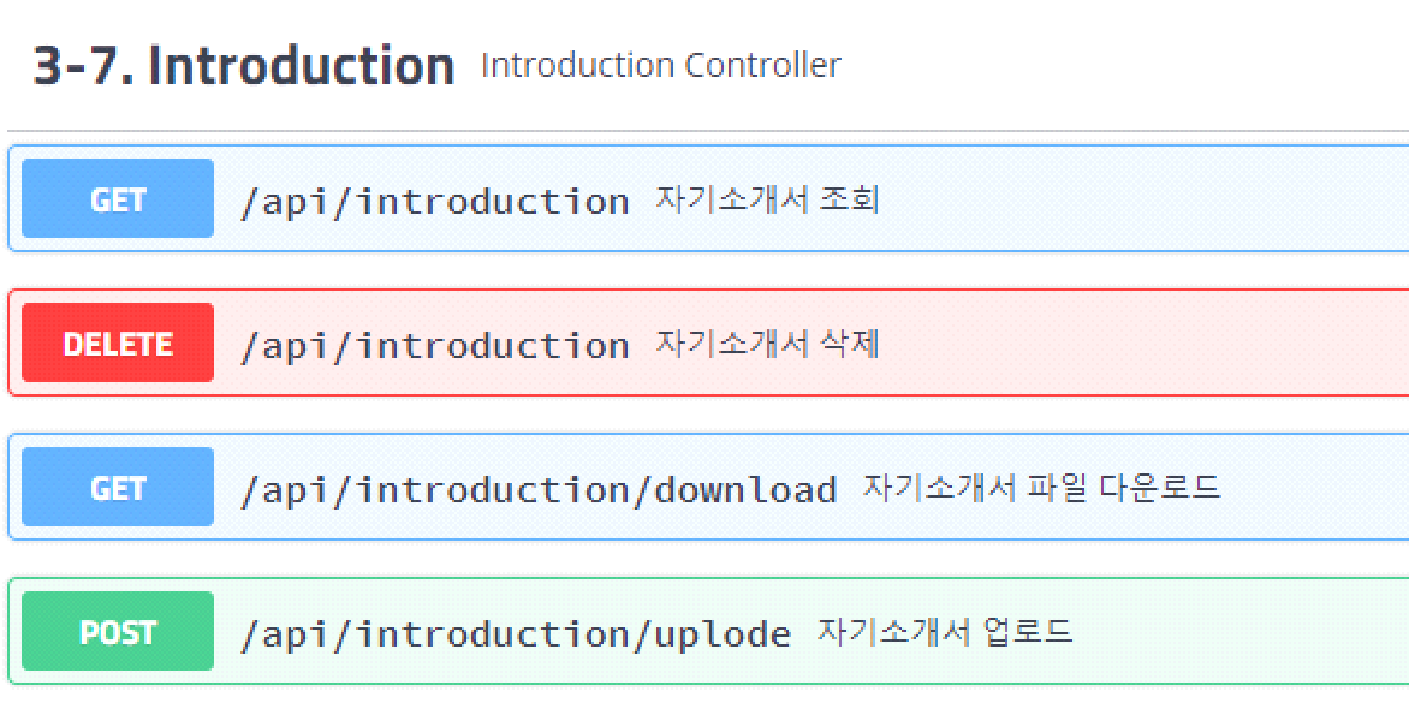 3-7. Introduction Introduction Controller
GET /api/introduction 자기소개서 조회
DELETE /api/introduction 자기소개서 삭제
GET /api/introduction/download 자기소개서 파일 다운로드
POST /api/introduction/uplode 자기소개서 업로드